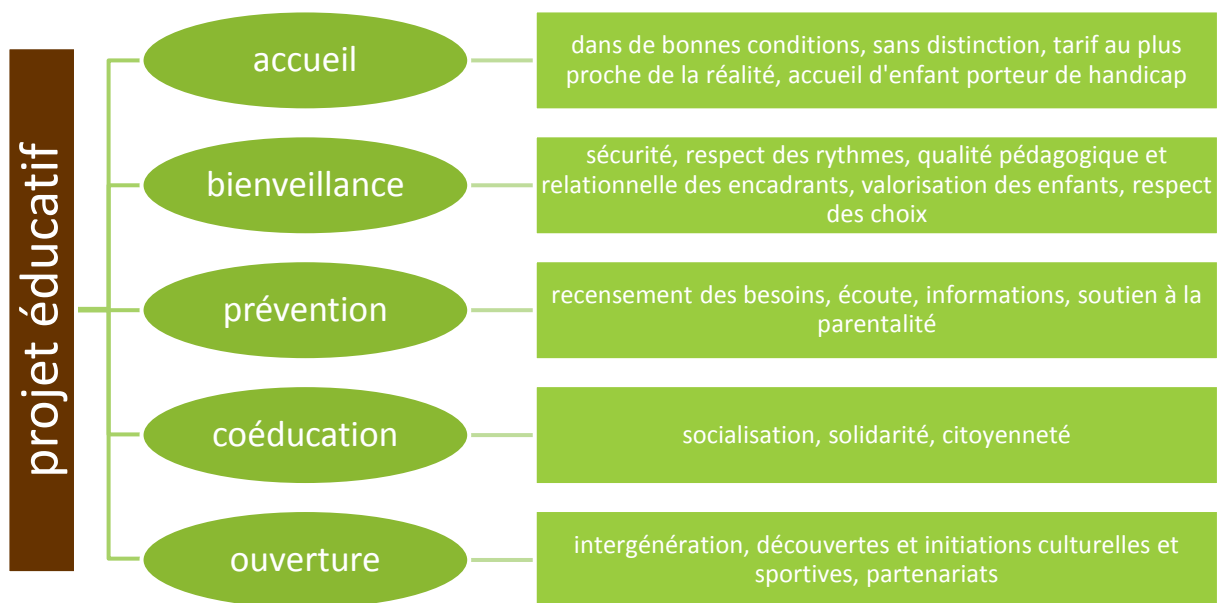 projet éducatif
accueil
dans de bonnes conditions, sans distinction, tarif au plus
proche de la réalité, accueil d'enfant porteur de handicap
bienveillance
sécurité, respect des rythmes, qualité pédagogique et
relationnelle des encadrants, valorisation des enfants, respect
des choix
prévention
recensement des besoins, écoute, informations, soutien à la
parentalité
coéducation
socialisation, solidarité, citoyenneté
ouverture
intergénération, découvertes et initiations culturelles et
sportives, partenariats